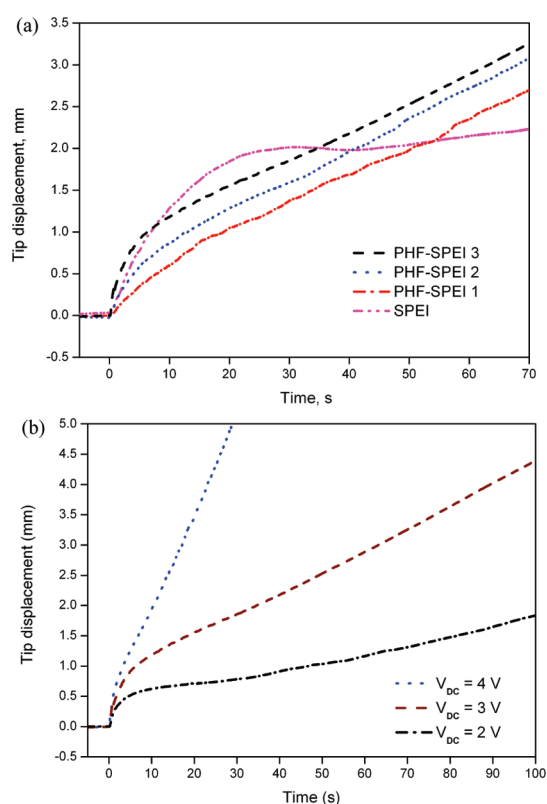 (a)
3.5
3.0
2.5
2.0
1.5
1.0
0.5
0.0
-0.5
Tip displacement, mm
PHF-SPEI 3
PHF-SPEI 2
PHF-SPEI 1
SPEI
0 10 20 30 40 50 60 70
Time, s
(b)
5.0
4.5
4.0
3.5
3.0
2.5
2.0
1.5
1.0
0.5
0.0
-0.5
Tip displacement (mm)
V_DC = 4 V
V_DC = 3 V
V_DC = 2 V
0 10 20 30 40 50 60 70 80 90 100
Time (s)